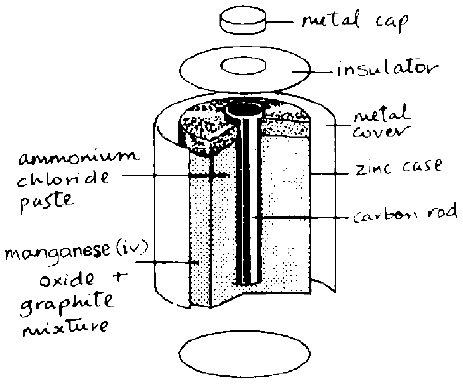 metal cap
insulator
metal
cover
ammonium
chloride
paste
zinc case
carbon rod
manganese (iv)
oxide +
graphite
mixture